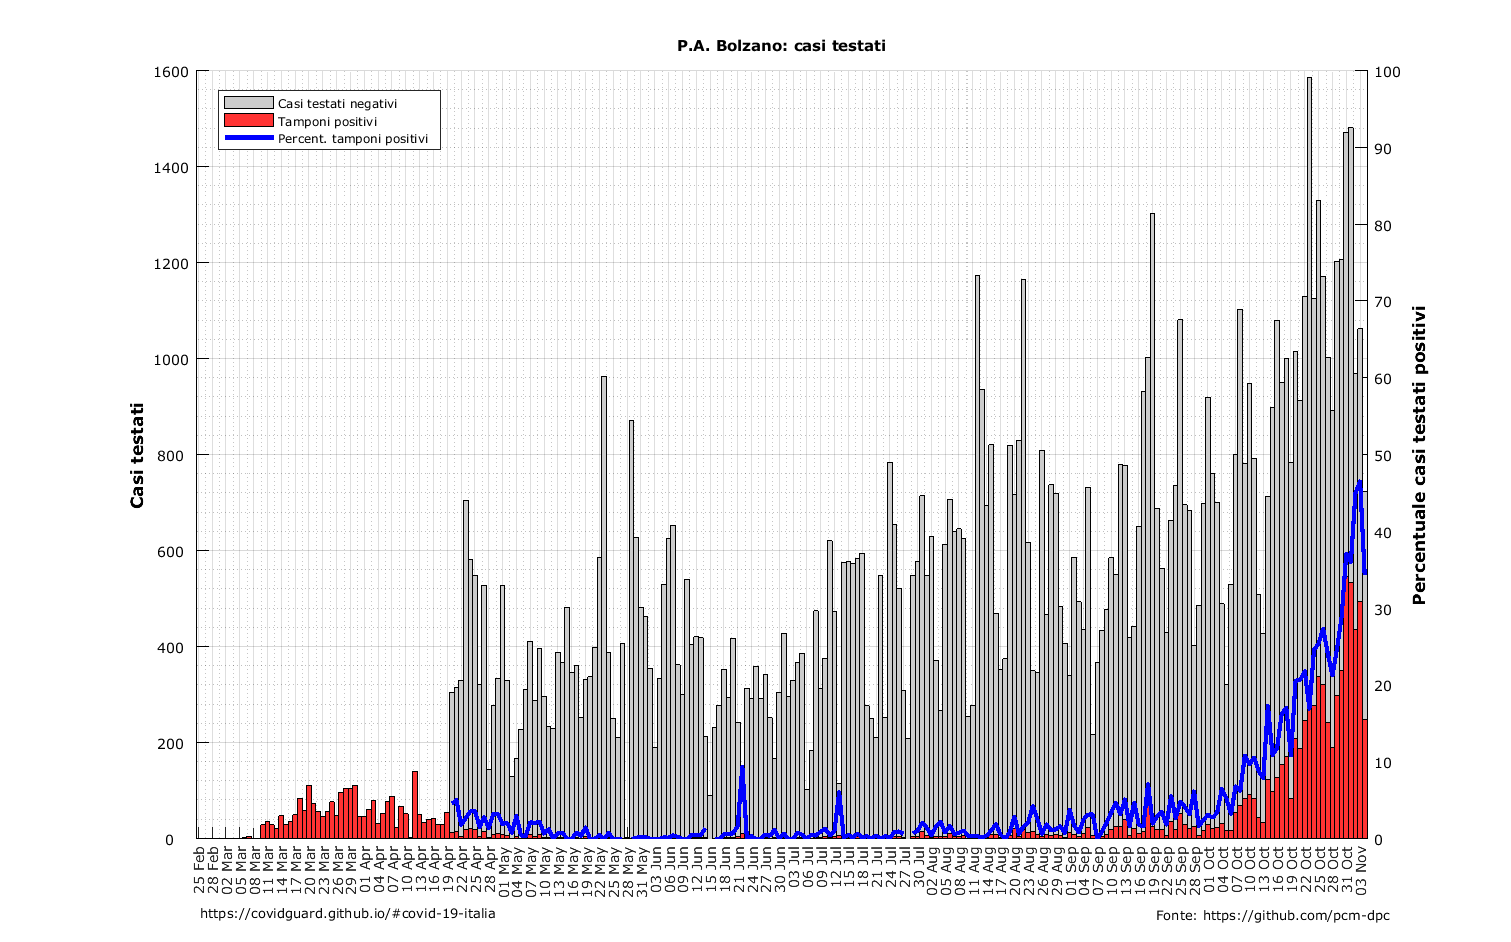 P.A. Bolzano: casi testati
Casi testati negativi
Tamponi positivi
Percent. tamponi positivi
Casi testati
1600
1400
1200
1000
800
600
400
200
0
100
90
80
70
60
50
40
30
20
10
0
Percentuale casi testati positivi
25 Feb
28 Feb
02 Mar
05 Mar
08 Mar
11 Mar
14 Mar
17 Mar
20 Mar
23 Mar
26 Mar
29 Mar
01 Apr
04 Apr
07 Apr
10 Apr
13 Apr
16 Apr
19 Apr
22 Apr
25 Apr
28 Apr
01 May
04 May
07 May
10 May
13 May
16 May
19 May
22 May
25 May
28 May
31 May
03 Jun
06 Jun
09 Jun
12 Jun
15 Jun
18 Jun
21 Jun
24 Jun
27 Jun
30 Jun
03 Jul
06 Jul
09 Jul
12 Jul
15 Jul
18 Jul
21 Jul
24 Jul
27 Jul
30 Jul
02 Aug
05 Aug
08 Aug
11 Aug
14 Aug
17 Aug
20 Aug
23 Aug
26 Aug
29 Aug
01 Sep
04 Sep
07 Sep
10 Sep
13 Sep
16 Sep
19 Sep
22 Sep
25 Sep
28 Sep
01 Oct
04 Oct
07 Oct
10 Oct
13 Oct
16 Oct
19 Oct
22 Oct
25 Oct
28 Oct
31 Oct
03 Nov
https://covidguard.github.io/#covid-19-italia
Fonte: https://github.com/pcm-dpc